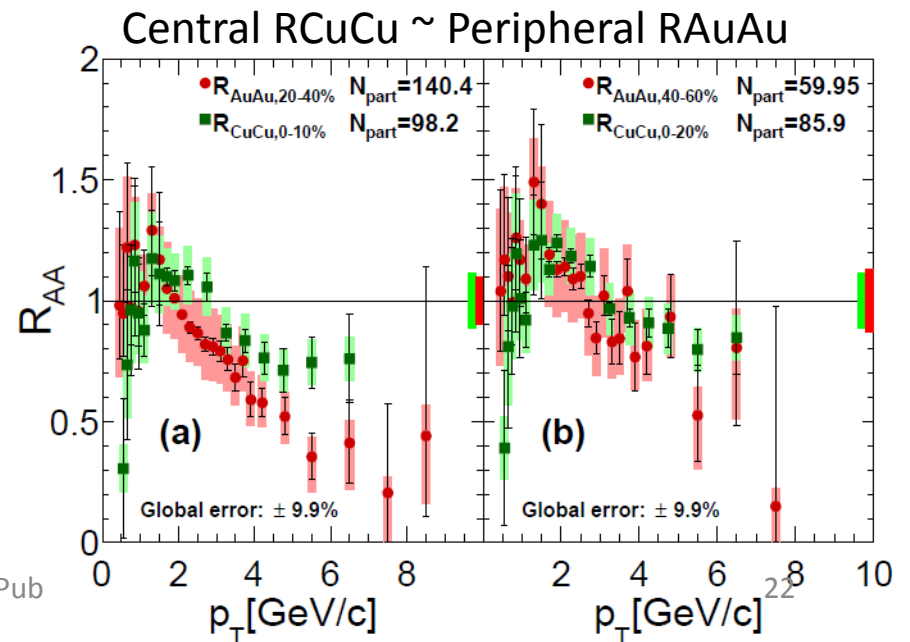 Central RCuCu ~ Peripheral RAuAu
2
1.5
1
0.5
0
R_AA
R_AuAu,20-40% N_part=140.4
R_CuCu,0-10% N_part=98.2
(a)
Global error: ± 9.9%
R_AuAu,40-60% N_part=59.95
R_CuCu,0-20% N_part=85.9
(b)
Global error: ± 9.9%
0 2 4 6 8
2 4 6 8 10
p_T[GeV/c]
p_T[GeV/c]
Pub
22